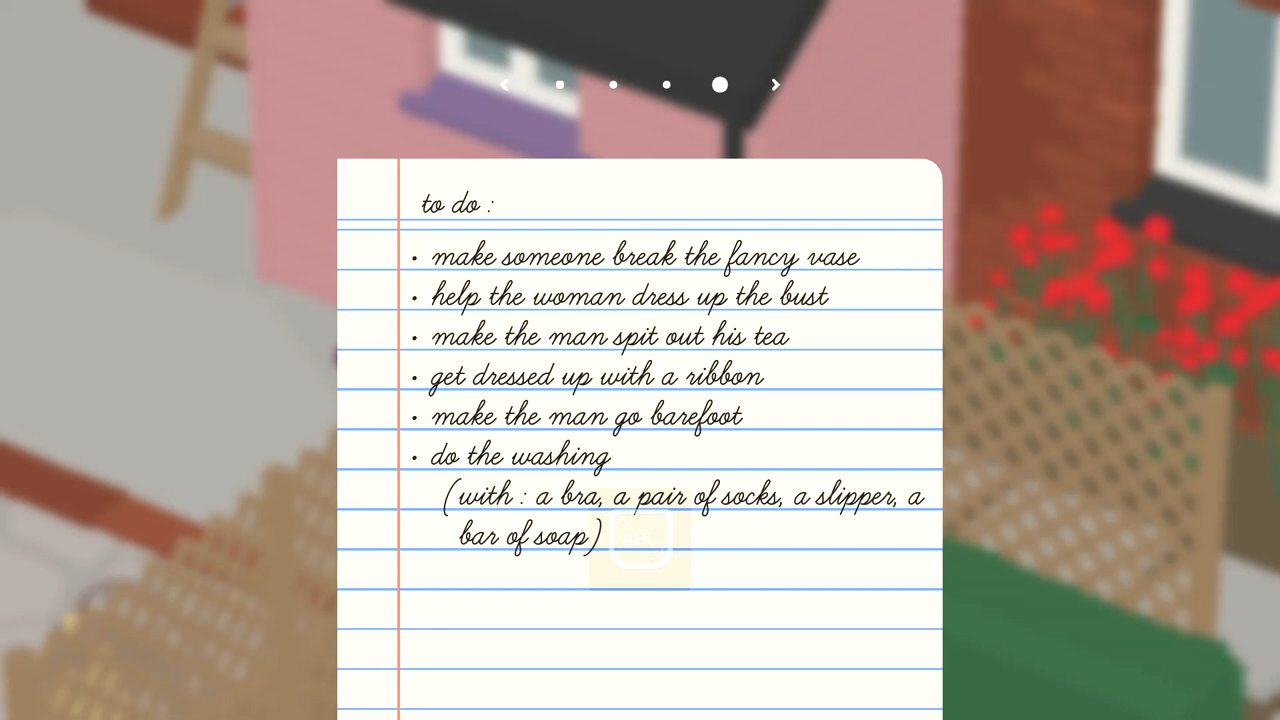 to do :
• make someone break the fancy vase
• help the woman dress up the bust
• make the man spit out his tea
• get dressed up with a ribbon
• make the man go barefoot
• do the washing
(with : a bra, a pair of socks, a slipper, a
bar of soap)
ABC